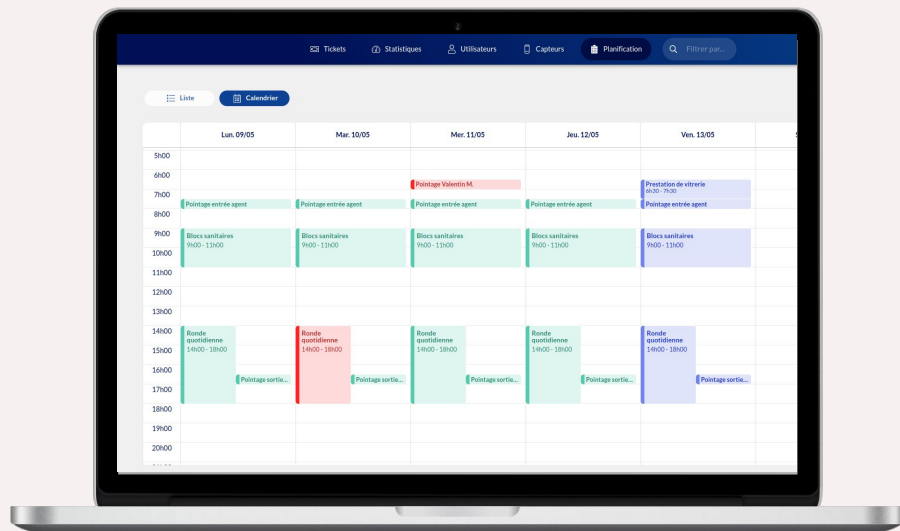 Tickets
Statistiques
Utilisateurs
Capteurs
Planification
Filtrer par...
Liste
Calendrier
Lun. 09/05
Mar. 10/05
Mer. 11/05
Jeu. 12/05
Ven. 13/05
5h00
6h00
Pointage Valentin M.
Prestation de vitrerie
6h30 - 7h30
7h00
Pointage entrée agent
Pointage entrée agent
Pointage entrée agent
Pointage entrée agent
Pointage entrée agent
8h00
9h00
Blocs sanitaires
9h00 - 11h00
Blocs sanitaires
9h00 - 11h00
Blocs sanitaires
9h00 - 11h00
Blocs sanitaires
9h00 - 11h00
10h00
11h00
12h00
13h00
14h00
Ronde
quotidienne
14h00 - 18h00
Ronde
quotidienne
14h00 - 18h00
Ronde
quotidienne
14h00 - 18h00
Ronde
quotidienne
14h00 - 18h00
Ronde
quotidienne
14h00 - 18h00
15h00
16h00
Pointage sortie...
Pointage sortie...
Pointage sortie...
Pointage sortie...
Pointage sortie...
17h00
18h00
19h00
20h00